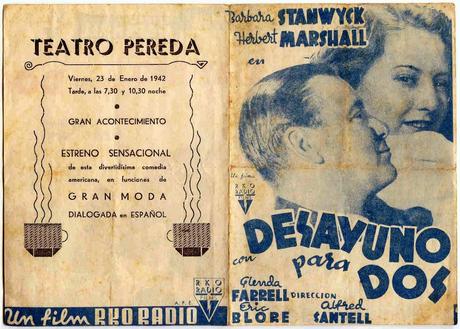 TEATRO PEREDA
Viernes, 23 de Enero de 1942
Tarde, a las 7,30 y 10,30 noche
GRAN ACONTECIMIENTO
ESTRENO SENSACIONAL
de esta divertidísima comedia
americana, en funciones de
GRAN MODA
DIALOGADA en ESPAÑOL
RKO
RADIO
A.P.E.
Un film RKO RADIO
Barbara STANWYCK
Herbert MARSHALL
en
Un film
RKO
RADIO
DESAYUNO
para
DOS
con
Glenda
FARRELL
Eric
BLORE
DIRECCION
Alfred
SANTELL